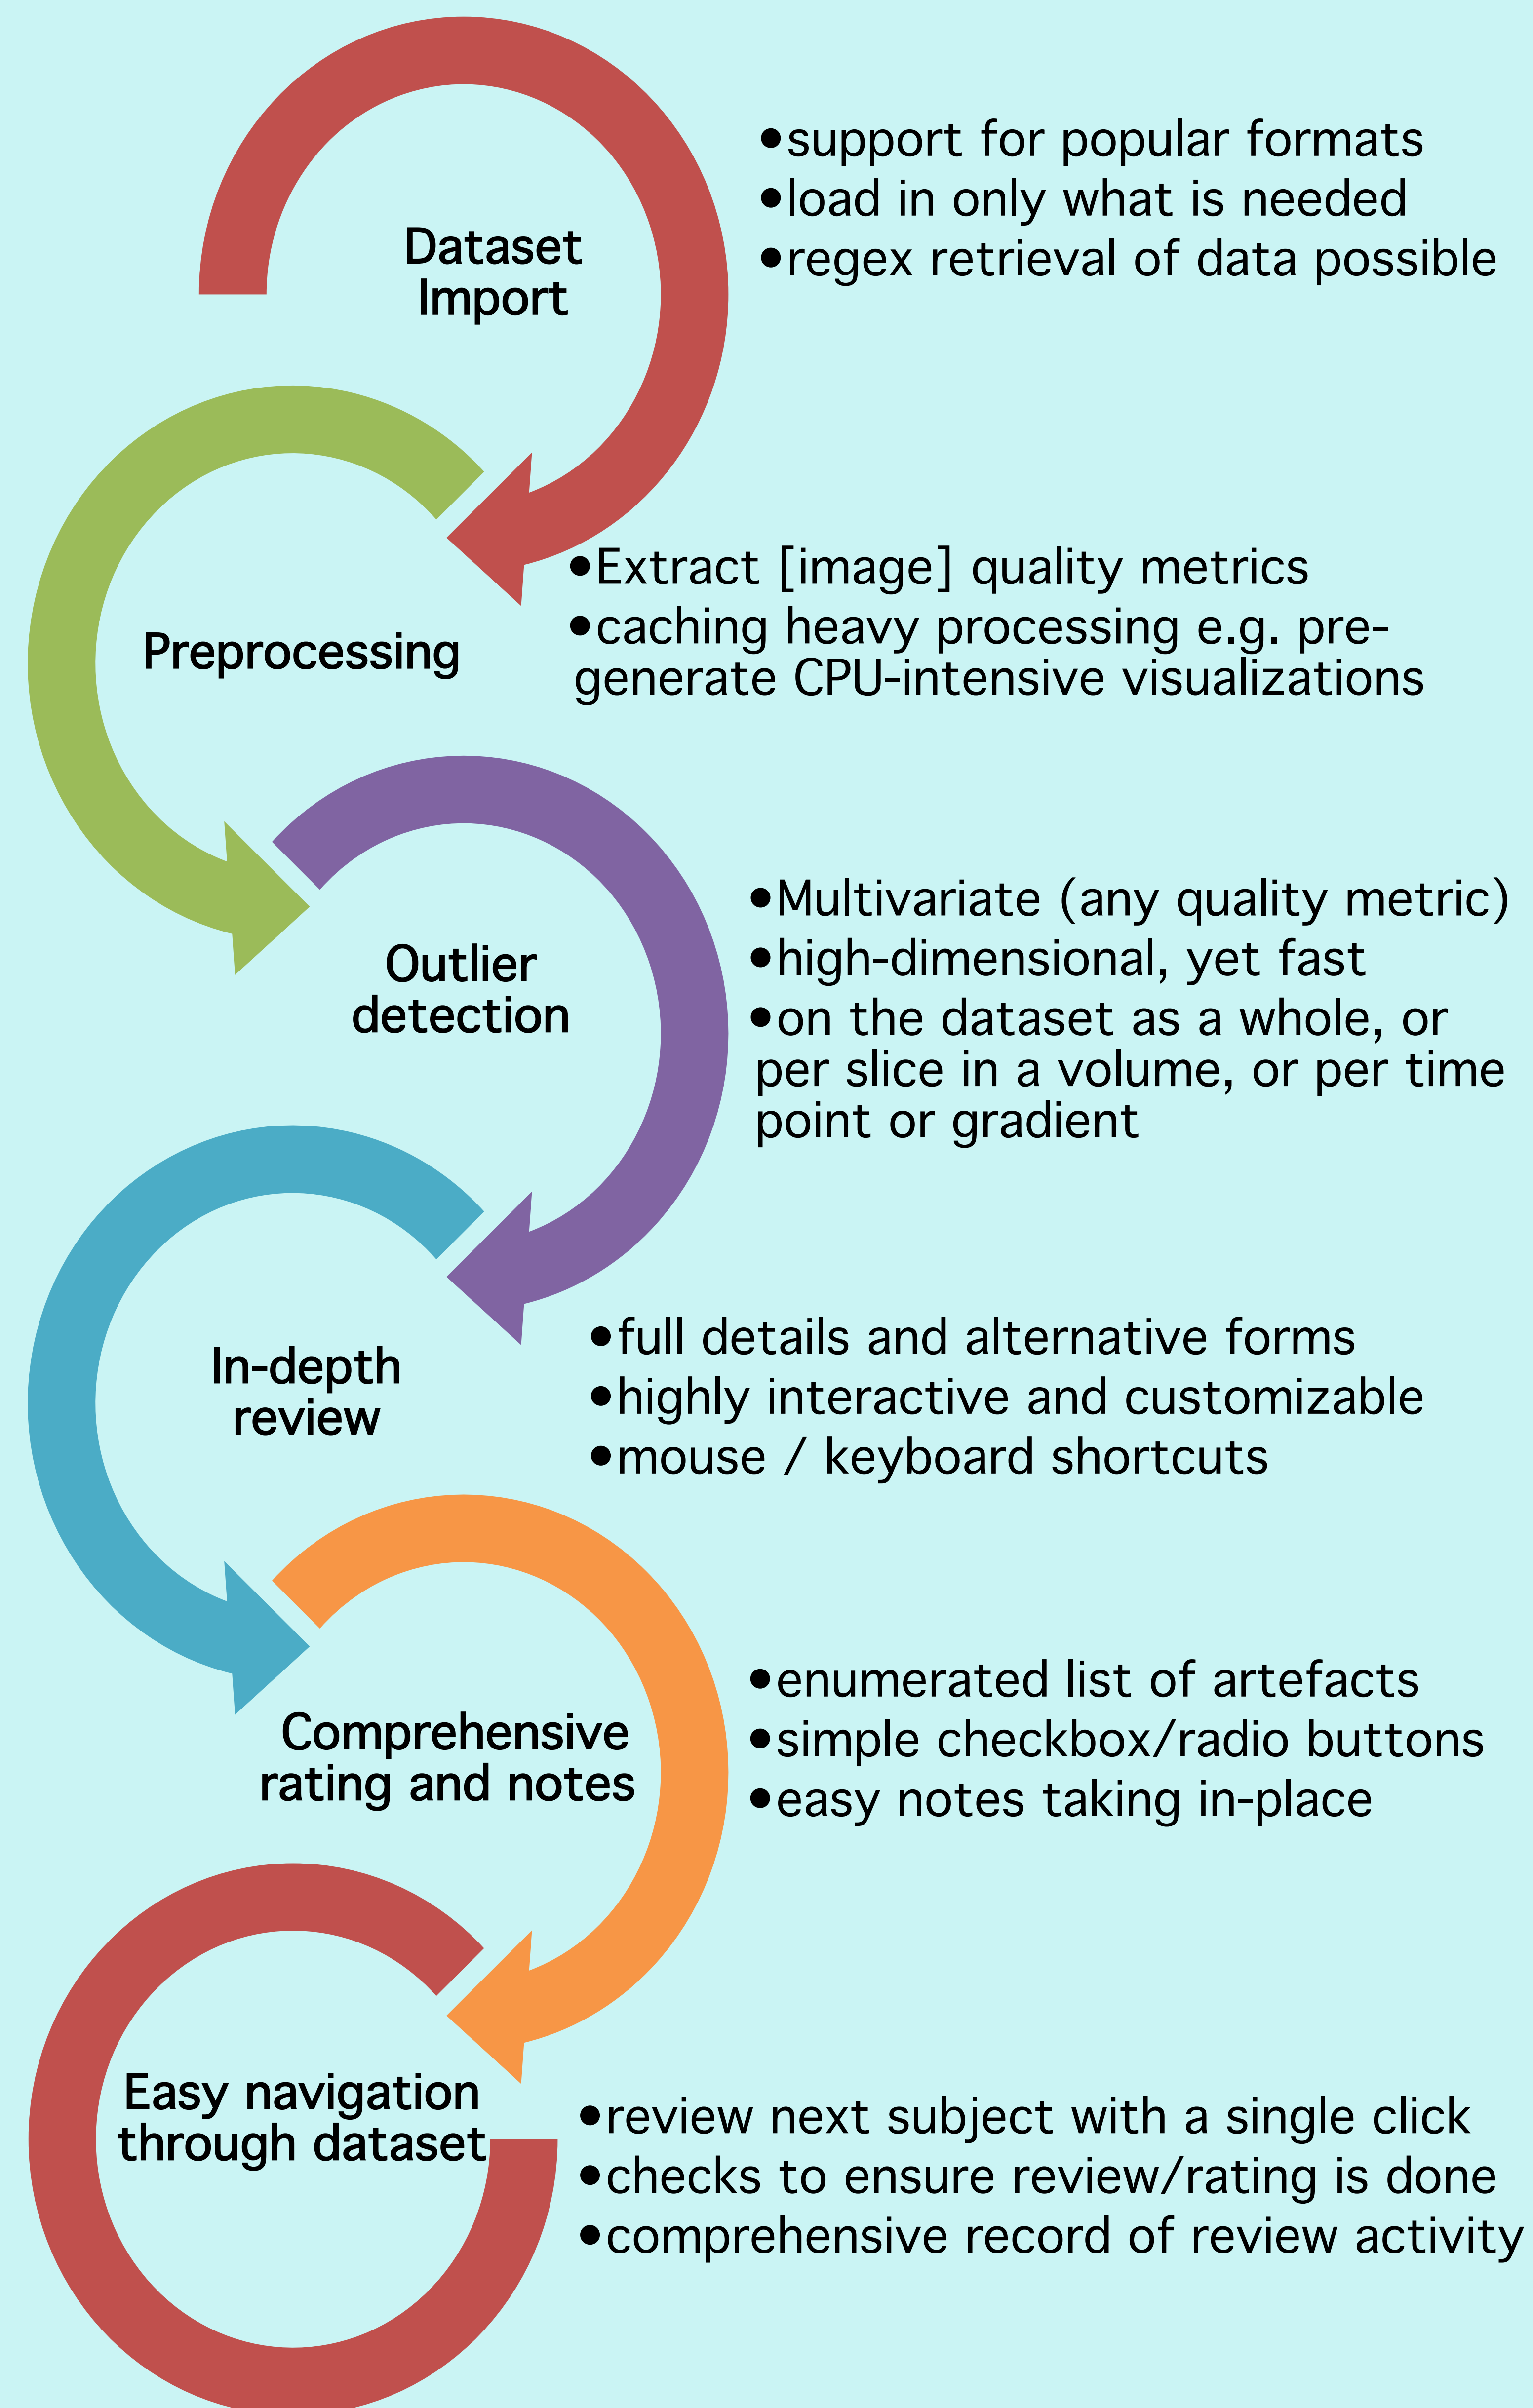 Dataset
Import
•support for popular formats
•load in only what is needed
•regex retrieval of data possible
Preprocessing
•Extract [image] quality metrics
•caching heavy processing e.g. pre-
generate CPU-intensive visualizations
Outlier
detection
•Multivariate (any quality metric)
•high-dimensional, yet fast
•on the dataset as a whole, or
per slice in a volume, or per time
point or gradient
In-depth
review
•full details and alternative forms
•highly interactive and customizable
•mouse / keyboard shortcuts
Comprehensive
rating and notes
•enumerated list of artefacts
•simple checkbox/radio buttons
•easy notes taking in-place
Easy navigation
through dataset
•review next subject with a single click
•checks to ensure review/rating is done
•comprehensive record of review activity